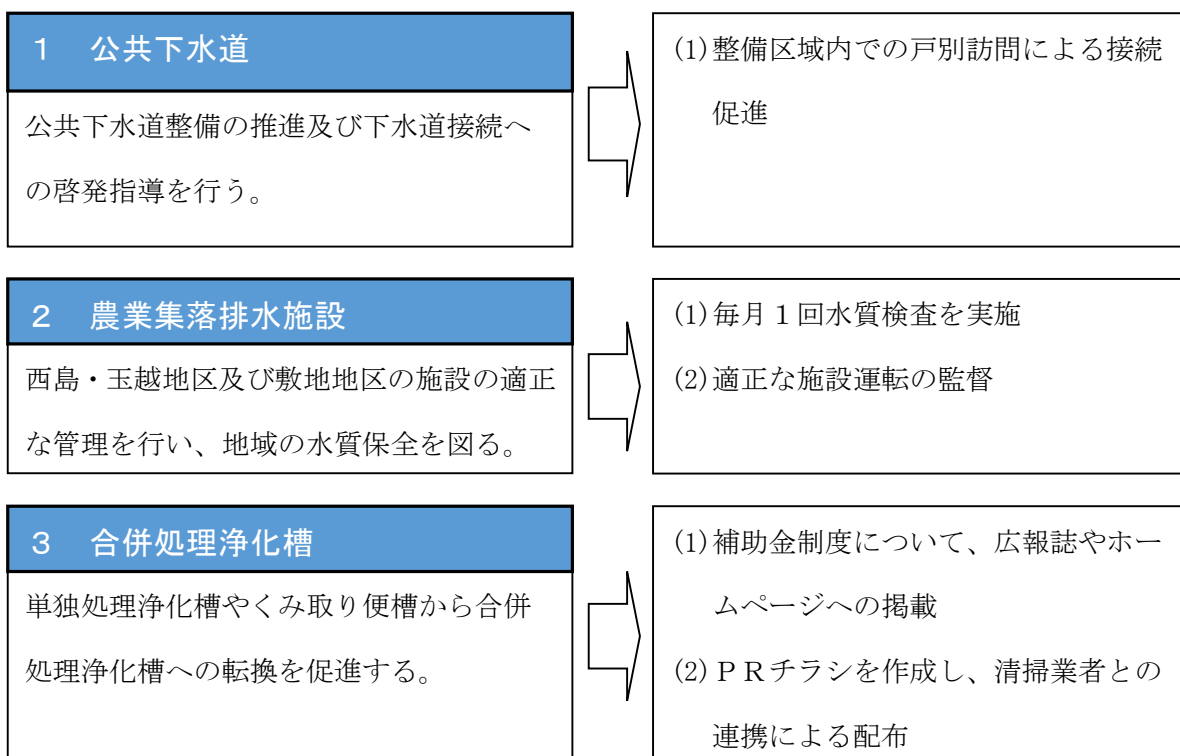 １　公共下水道
公共下水道整備の推進及び下水道接続へ
の啓発指導を行う。
(1)整備区域内での戸別訪問による接続
促進
２　農業集落排水施設
西島・玉越地区及び敷地地区の施設の適正
な管理を行い、地域の水質保全を図る。
(1)毎月１回水質検査を実施
(2)適正な施設運転の監督
３　合併処理浄化槽
単独処理浄化槽やくみ取り便槽から合併
処理浄化槽への転換を促進する。
(1)補助金制度について、広報誌やホー
ムページへの掲載
(2)ＰＲチラシを作成し、清掃業者との
連携による配布